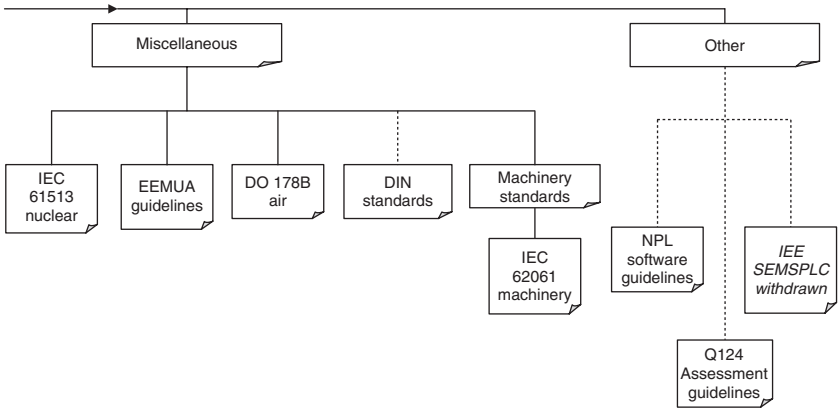 Miscellaneous
Other
IEC
61513
nuclear
EEMUA
guidelines
DO 178B
air
DIN
standards
Machinery
standards
IEC
62061
machinery
NPL
software
guidelines
IEE
SEMSPLC
withdrawn
Q124
Assessment
guidelines